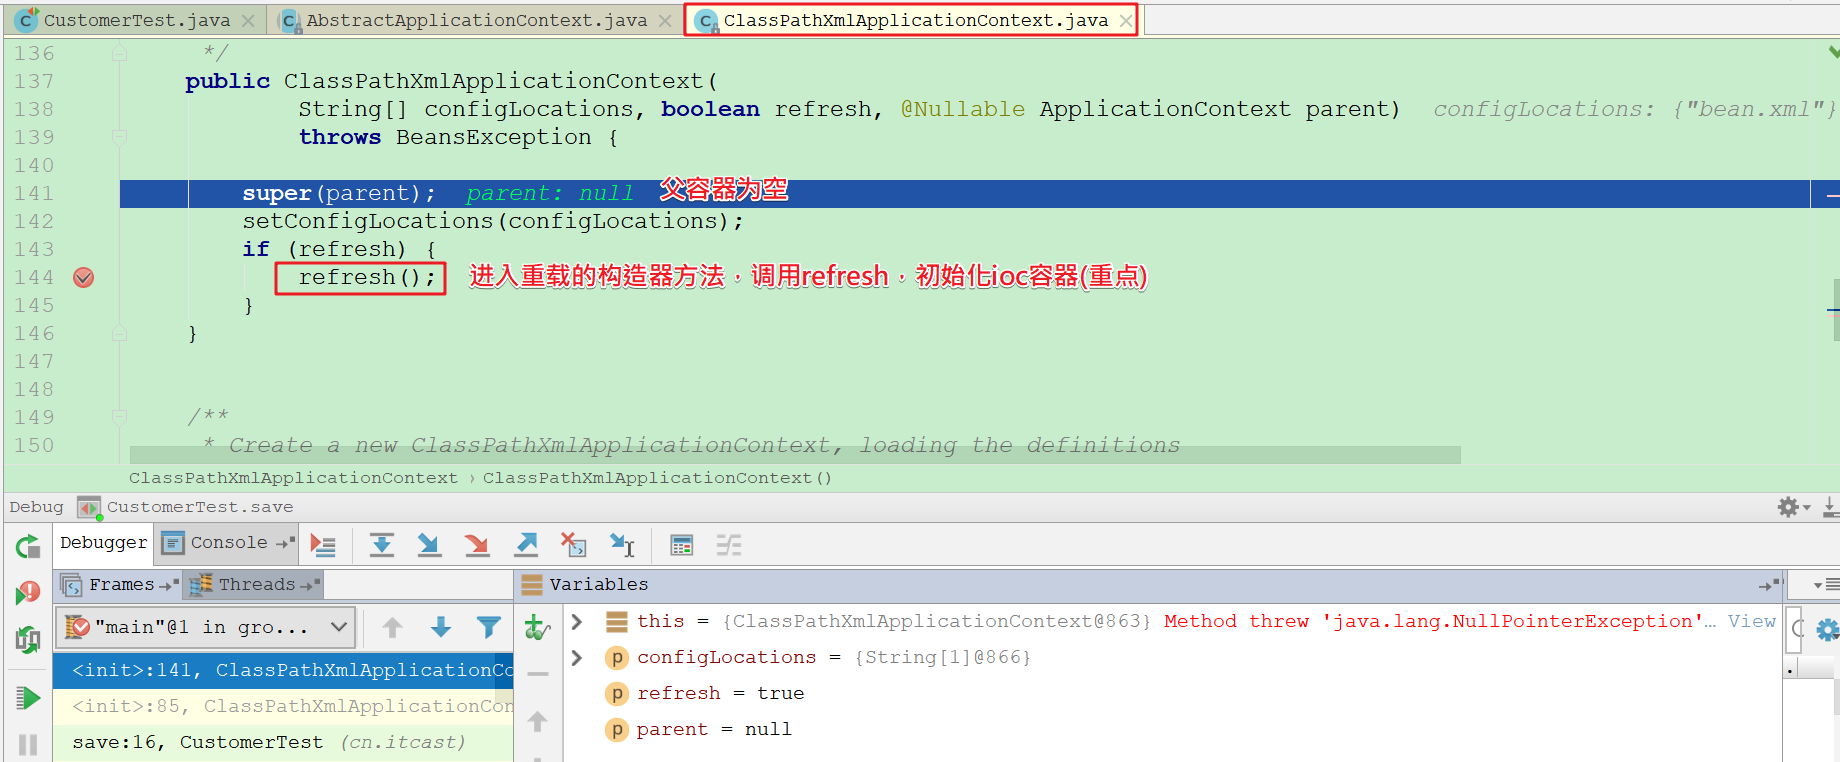 CustomerTest.java AbstractApplicationContext.java ClassPathXmlApplicationContext.java
136 */
137 public ClassPathXmlApplicationContext(
138 String[] configLocations, boolean refresh, @Nullable ApplicationContext parent) configLocations: {"bean.xml"}
139 throws BeansException {
140
141 super(parent); parent: null 父容器为空
142 setConfigLocations(configLocations);
143 if (refresh) {
144 refresh(); 进入重载的构造器方法，调用refresh，初始化ioc容器(重点)
145 }
146 }
147
148
149 /**
150 * Create a new ClassPathXmlApplicationContext, loading the definitions
ClassPathXmlApplicationContext › ClassPathXmlApplicationContext()
Debug CustomerTest.save
Debugger Console
Frames Threads Variables
"main"@1 in gro...
this = {ClassPathXmlApplicationContext@863} Method threw 'java.lang.NullPointerException'… View
configLocations = {String[1]@866}
refresh = true
parent = null
<init>:141, ClassPathXmlApplicationCo
<init>:85, ClassPathXmlApplicationCon
save:16, CustomerTest (cn.itcast)